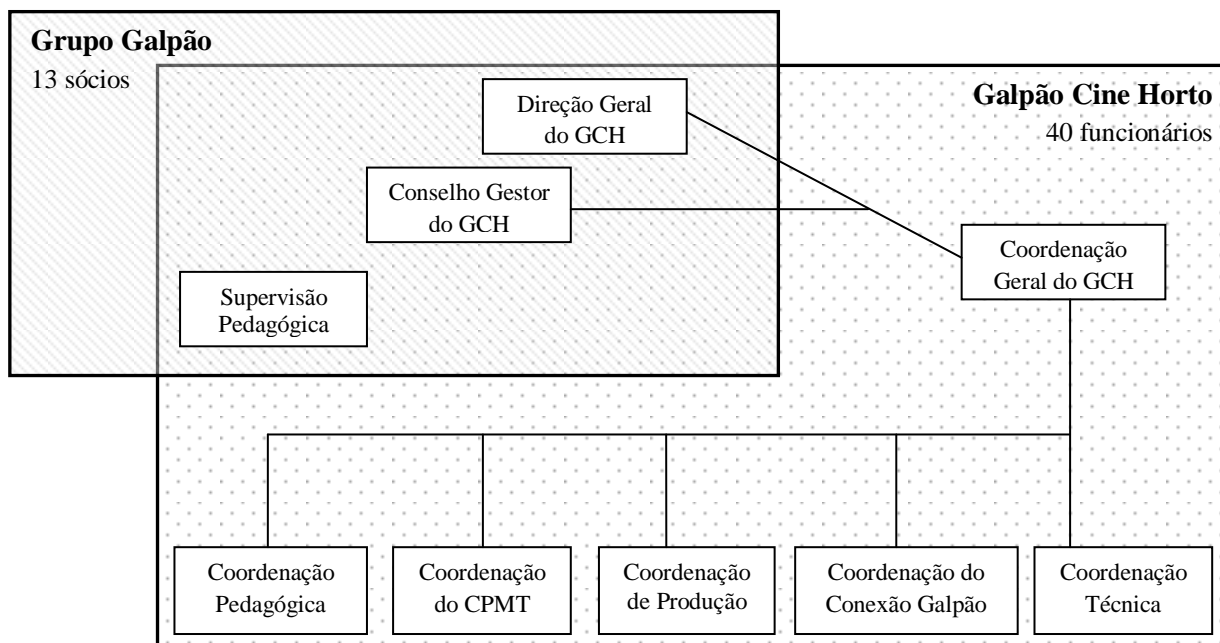 Grupo Galpão
13 sócios
Direção Geral
do GCH
Galpão Cine Horto
40 funcionários
Conselho Gestor
do GCH
Coordenação
Geral do GCH
Supervisão
Pedagógica
Coordenação
Pedagógica
Coordenação
do CPMT
Coordenação
de Produção
Coordenação do
Conexão Galpão
Coordenação
Técnica